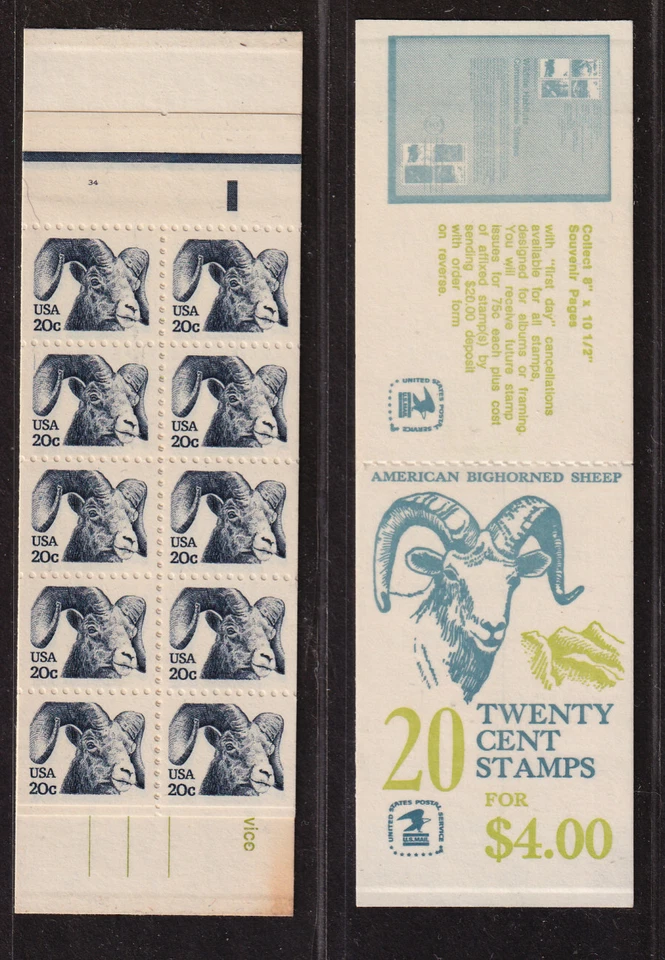 34
USA
20c
USA
20c
USA
20c
USA
20c
USA
20c
USA
20c
USA
20c
USA
20c
USA
20c
USA
20c
vice
Collect 8" x 10 1/2"
Souvenir Pages
with "first day" cancellations
available for all stamps,
designed for albums or framing.
You will receive future stamp
issues for 75c each plus cost
of affixed stamp(s) by
sending $20.00 deposit
with order form
on reverse.
UNITED STATES POSTAL SERVICE
U.S.MAIL
AMERICAN BIGHORNED SHEEP
20 TWENTY
CENT
STAMPS
FOR
$4.00
UNITED STATES POSTAL SERVICE
U.S.MAIL